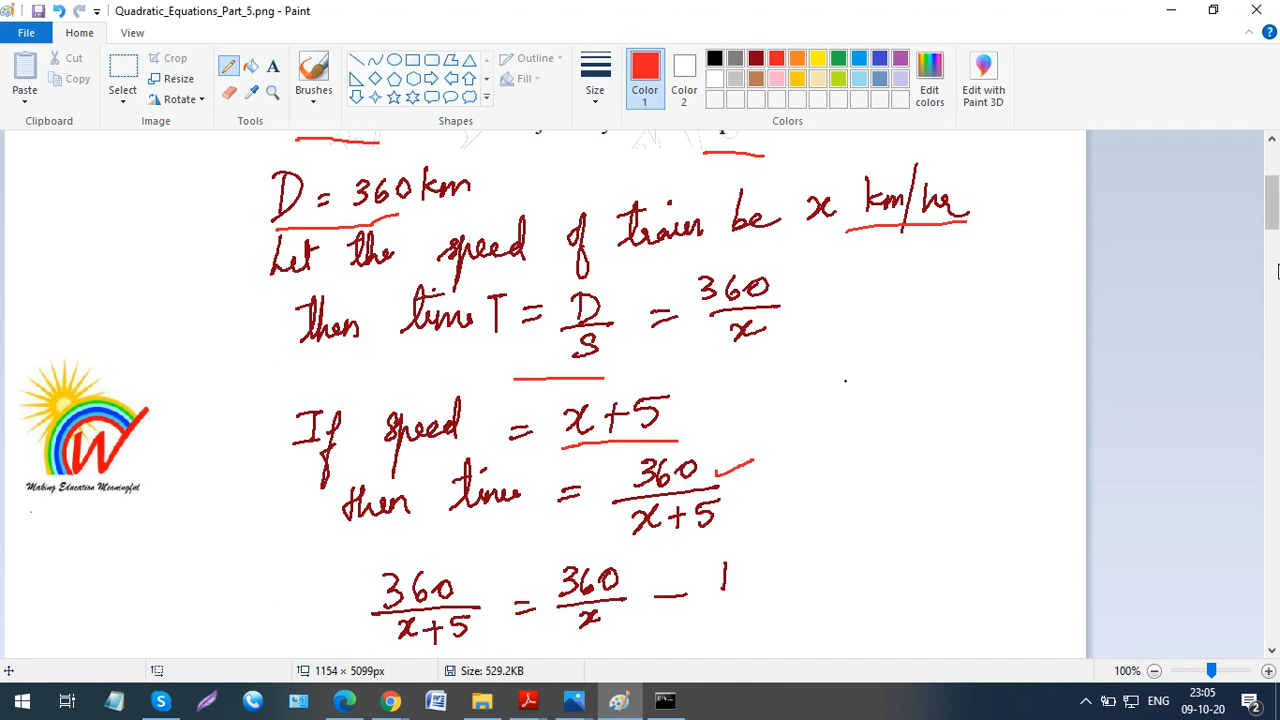 Quadratic_Equations_Part_5.png - Paint
File Home View
Paste
Cut
Copy
Clipboard
Select
Crop
Resize
Rotate
Image
Tools
Brushes
Outline
Fill
Shapes
Size
Color 1
Color 2
Colors
Edit colors
Edit with Paint 3D
D = 360 km
Let the speed of train be x km/hr
then time T = D/S = 360/x
If speed = x+5
then time = 360/x+5
360/x+5 = 360/x - 1
W
Making Education Meaningful
1154 × 5099px
Size: 529.2KB
100%
ENG
23:05
09-10-20
2